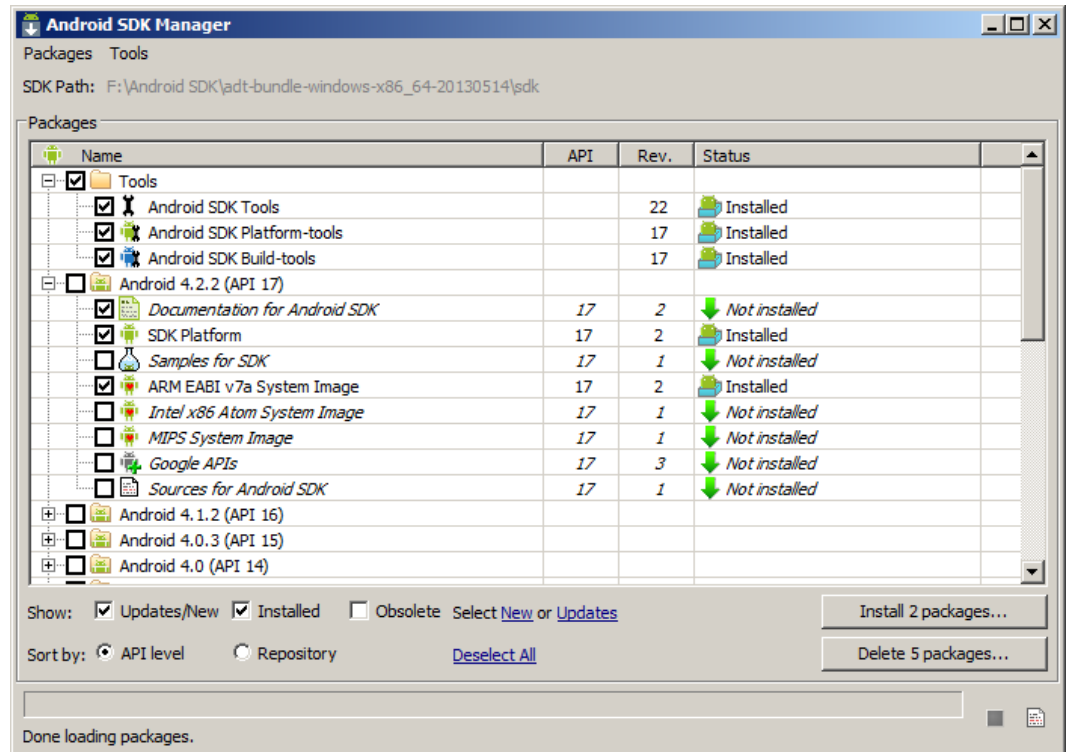 Android SDK Manager
Packages Tools
SDK Path: F:\Android SDK\adt-bundle-windows-x86_64-20130514\sdk
Packages
Name API Rev. Status
Tools
Android SDK Tools 22 Installed
Android SDK Platform-tools 17 Installed
Android SDK Build-tools 17 Installed
Android 4.2.2 (API 17)
Documentation for Android SDK 17 2 Not installed
SDK Platform 17 2 Installed
Samples for SDK 17 1 Not installed
ARM EABI v7a System Image 17 2 Installed
Intel x86 Atom System Image 17 1 Not installed
MIPS System Image 17 1 Not installed
Google APIs 17 3 Not installed
Sources for Android SDK 17 1 Not installed
Android 4.1.2 (API 16)
Android 4.0.3 (API 15)
Android 4.0 (API 14)
Show: Updates/New Installed Obsolete Select New or Updates Install 2 packages...
Sort by: API level Repository Deselect All Delete 5 packages...
Done loading packages.